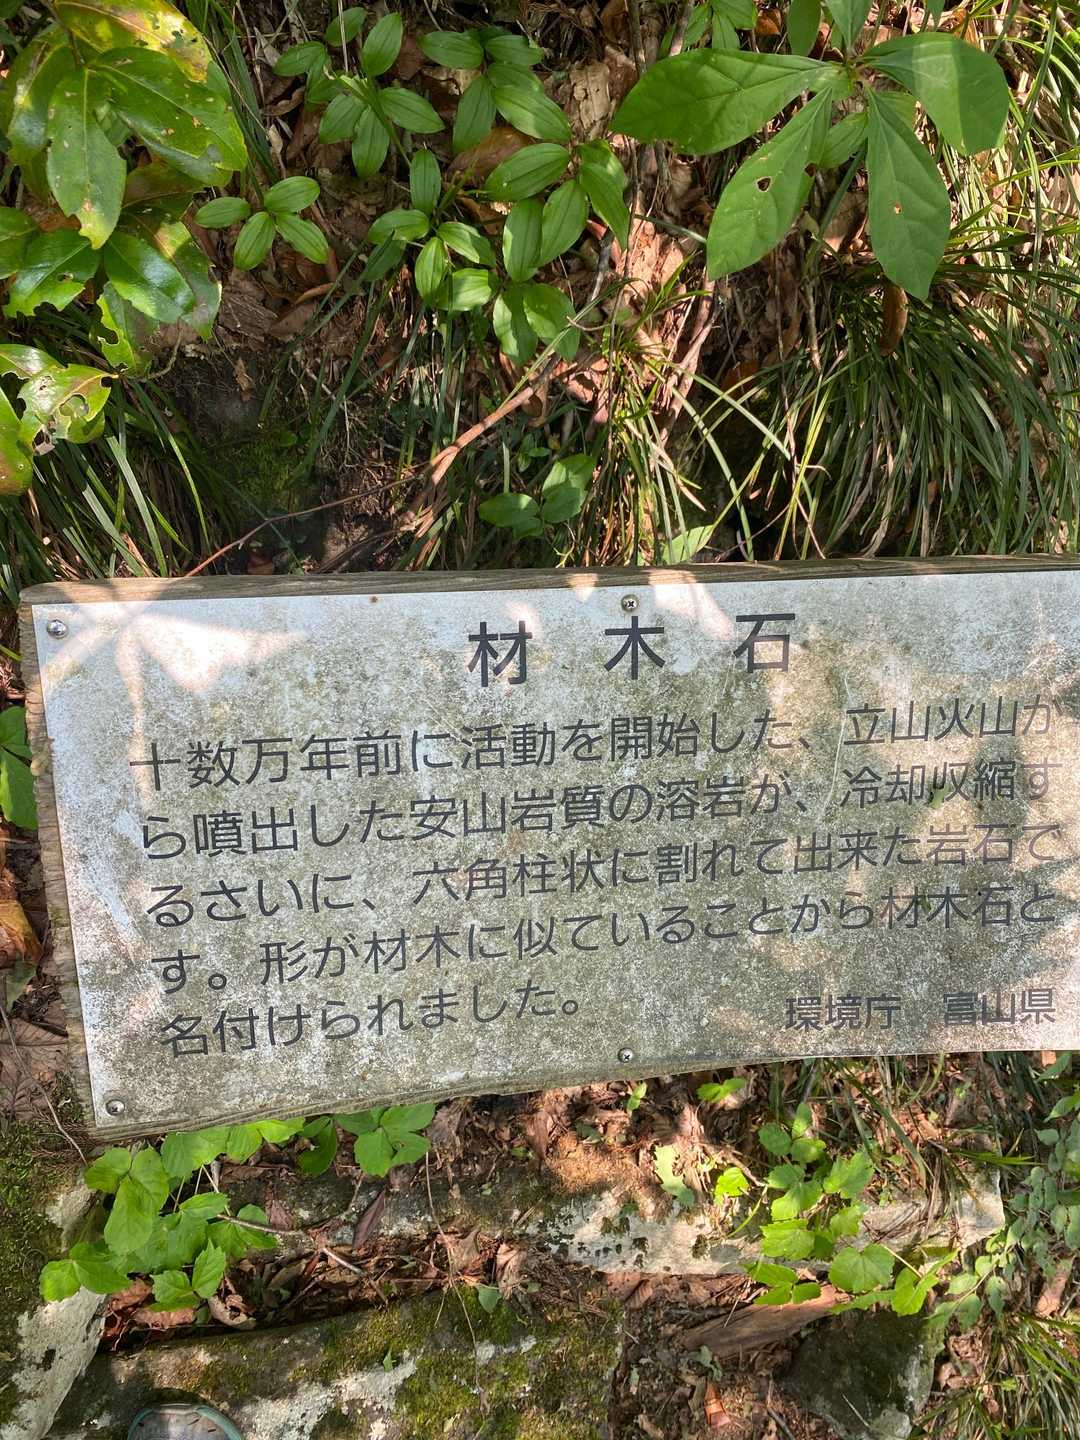 材木石
十数万年前に活動を開始した、立山火山か
ら噴出した安山岩質の溶岩が、冷却収縮す
るさいに、六角柱状に割れて出来た岩石で
す。形が材木に似ていることから材木石と
名付けられました。
環境庁　富山県